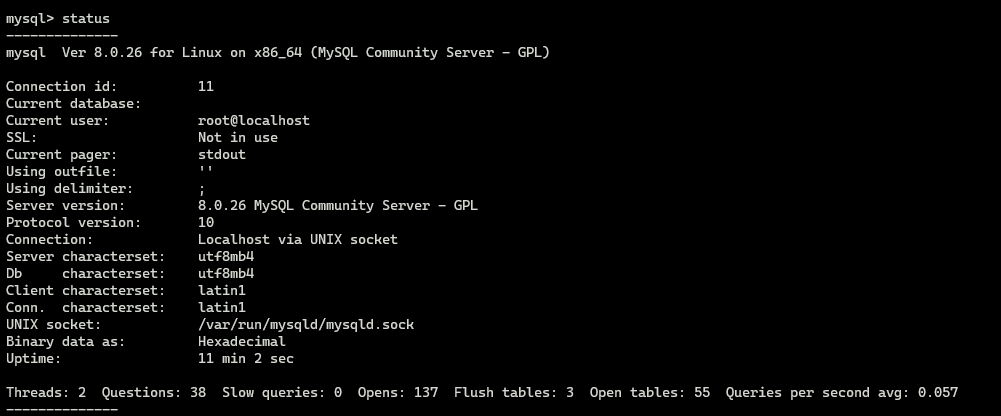 mysql> status
--------------
mysql  Ver 8.0.26 for Linux on x86_64 (MySQL Community Server - GPL)

Connection id:          11
Current database:
Current user:           root@localhost
SSL:                    Not in use
Current pager:          stdout
Using outfile:          ''
Using delimiter:        ;
Server version:         8.0.26 MySQL Community Server - GPL
Protocol version:       10
Connection:             Localhost via UNIX socket
Server characterset:    utf8mb4
Db     characterset:    utf8mb4
Client characterset:    latin1
Conn.  characterset:    latin1
UNIX socket:            /var/run/mysqld/mysqld.sock
Binary data as:         Hexadecimal
Uptime:                 11 min 2 sec

Threads: 2  Questions: 38  Slow queries: 0  Opens: 137  Flush tables: 3  Open tables: 55  Queries per second avg: 0.057
--------------